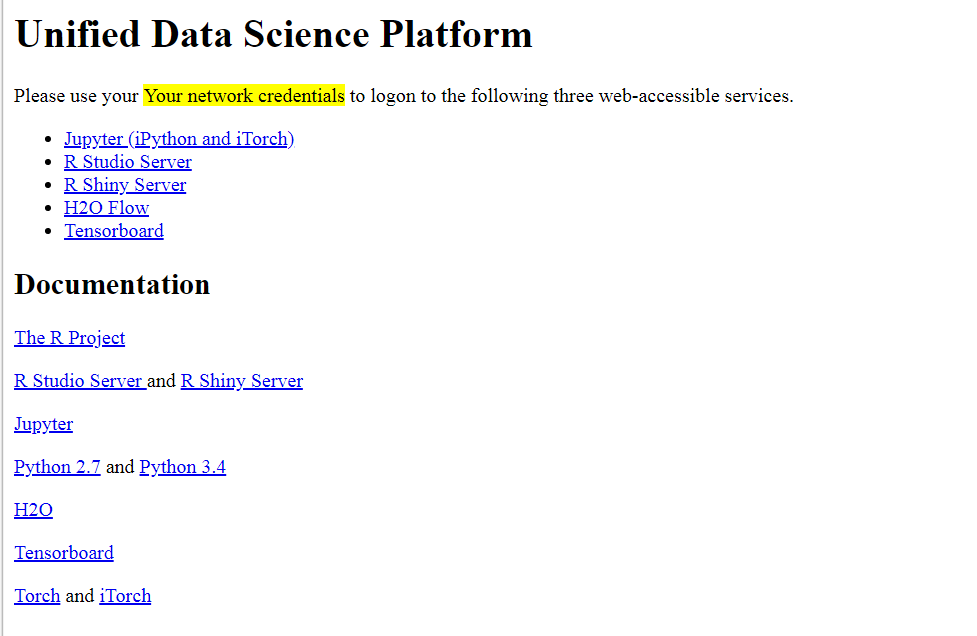 Unified Data Science Platform
Please use your Your network credentials to logon to the following three web-accessible services.
Jupyter (iPython and iTorch)
R Studio Server
R Shiny Server
H2O Flow
Tensorboard
Documentation
The R Project
R Studio Server and R Shiny Server
Jupyter
Python 2.7 and Python 3.4
H2O
Tensorboard
Torch and iTorch